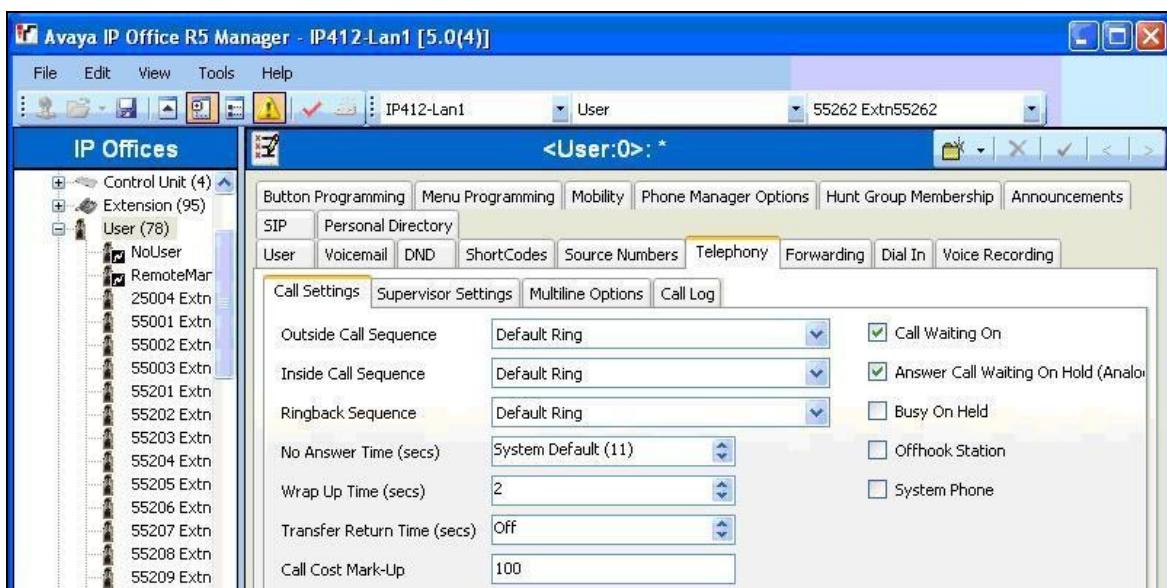 Avaya IP Office R5 Manager - IP412-Lan1 [5.0(4)]
File Edit View Tools Help
IP412-Lan1 User 55262 Extn55262
IP Offices
<User:0>: *
Control Unit (4)
Extension (95)
User (78)
NoUser
RemoteMar
25004 Extn
55001 Extn
55002 Extn
55003 Extn
55201 Extn
55202 Extn
55203 Extn
55204 Extn
55205 Extn
55206 Extn
55207 Extn
55208 Extn
55209 Extn
Button Programming Menu Programming Mobility Phone Manager Options Hunt Group Membership Announcements
SIP Personal Directory
User Voicemail DND ShortCodes Source Numbers Telephony Forwarding Dial In Voice Recording
Call Settings Supervisor Settings Multiline Options Call Log
Outside Call Sequence Default Ring Call Waiting On
Inside Call Sequence Default Ring Answer Call Waiting On Hold (Analo
Ringback Sequence Default Ring Busy On Held
No Answer Time (secs) System Default (11) Offhook Station
Wrap Up Time (secs) 2 System Phone
Transfer Return Time (secs) Off
Call Cost Mark-Up 100